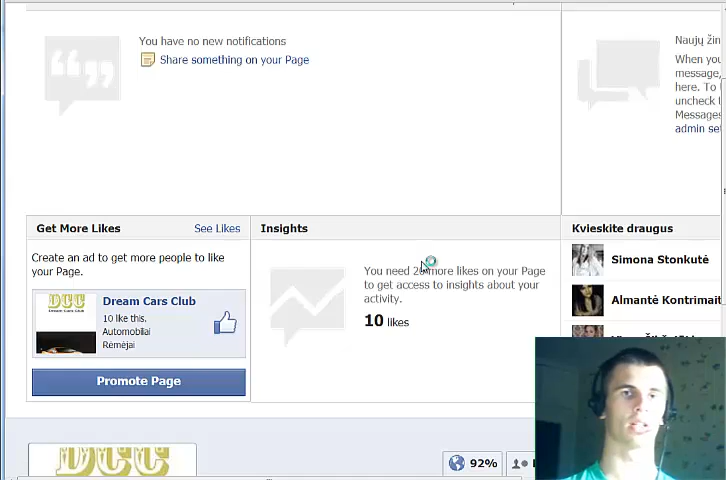 You have no new notifications
Share something on your Page
Naujų žin
When you
message,
here. To
uncheck t
Messages
admin set
Get More Likes
See Likes
Insights
Kvieskite draugus
Create an ad to get more people to like
your Page.
DCC
Dream Cars Club
10 like this.
Automobiliai
Rėmėjai
Promote Page
You need more likes on your Page
to get access to insights about your
activity.
10 likes
Simona Stonkutė
Almantė Kontrimait
DCC
92%